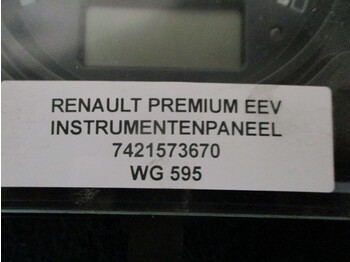 RENAULT PREMIUM EEV
INSTRUMENTENPANEEL
7421573670
WG 595